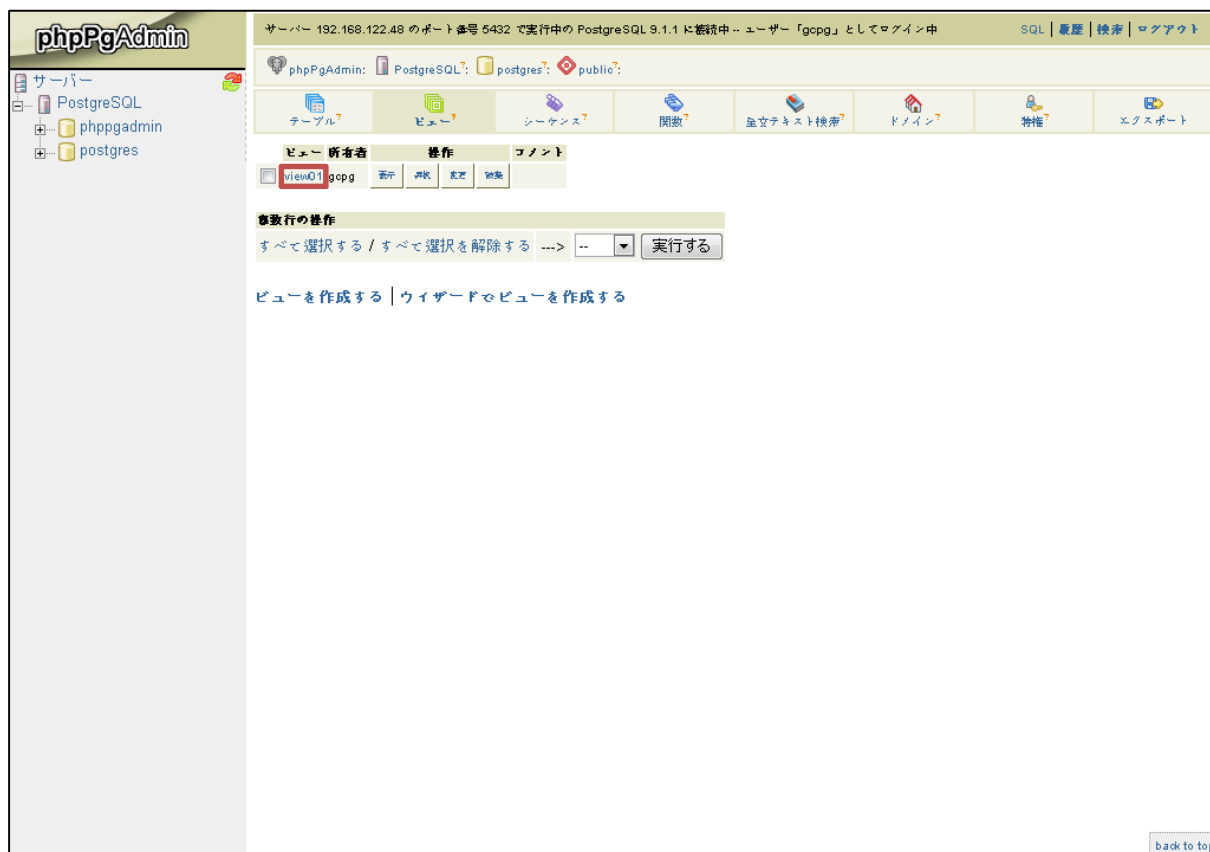 phpPgAdmin
サーバー 192.168.122.48 のポート番号 5432 で実行中の PostgreSQL 9.1.1 に接続中 -- ユーザー「gcpg」としてログイン中
SQL | 履歴 | 検索 | ログアウト
phpPgAdmin: PostgreSQL?: postgres?: public?:
サーバー
PostgreSQL
phppgadmin
postgres
テーブル? ビュー? シーケンス? 関数? 全文テキスト検索? ドメイン? 特権? エクスポート
ビュー 所有者 操作 コメント
view01 gcpg 表示 選択 変更 破棄
複数行の操作
すべて選択する / すべて選択を解除する ---> -- 実行する
ビューを作成する | ウィザードでビューを作成する
back to top